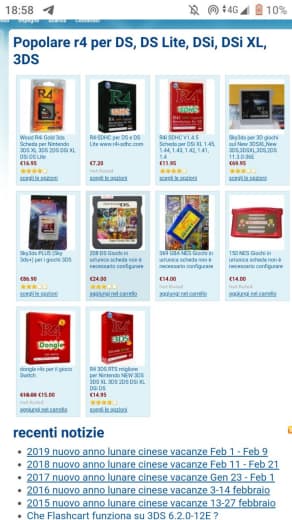 18:58
4G
10%
Popolare r4 per DS, DS Lite, DSi, DSi XL, 3DS
Wood R4i Gold 3ds Scheda per Nintendo 3DS XL 3DS 2DS DSi XL DSi DS Lite
€16.95
scegli le opzioni
R4i-SDHC per DS e DS Lite www.r4i-sdhc.com
€7.20
Not Rated
scegli le opzioni
R4i SDHC V1.4.5 Scheda per DSi XL 1.45, 1.44, 1.43, 1.42, 1.41, 1.4
€11.95
scegli le opzioni
Sky3ds per 3D giochi sul New 3DSXL,New 3DS,3DSXL,2DS,2DS 11.3.0.36E
€69.95
scegli le opzioni
Sky3ds PLUS (Sky 3ds+) per i giochi 3DS
€86.90
scegli le opzioni
208 DS Giochi in un'unica scheda non è necessario configurare
€24.00
aggiungi nel carrello
369 GBA NES Giochi in un'unica scheda non è necessario configurare
€14.00
Not Rated
aggiungi nel carrello
150 NES Giochi in un'unica scheda non è necessario configurare
€14.00
Not Rated
aggiungi nel carrello
dongle r4s per il gioco Switch
€15.00
aggiungi nel carrello
R4i 3DS RTS migliore per Nintendo NEW 3DS 3DS XL 3DS 2DS DSi XL DSi DS
€14.95
scegli le opzioni
recenti notizie
2019 nuovo anno lunare cinese vacanze Feb 1 - Feb 9
2018 nuovo anno lunare cinese vacanze Feb 11 - Feb 21
2017 nuovo anno lunare cinese vacanze Gen 23 - Feb 1
2016 nuovo anno lunare cinese vacanze 3-14 febbraio
2015 nuovo anno lunare cinese vacanze 13-27 febbraio
Che Flashcart funziona su 3DS 6.2.0-12E ?